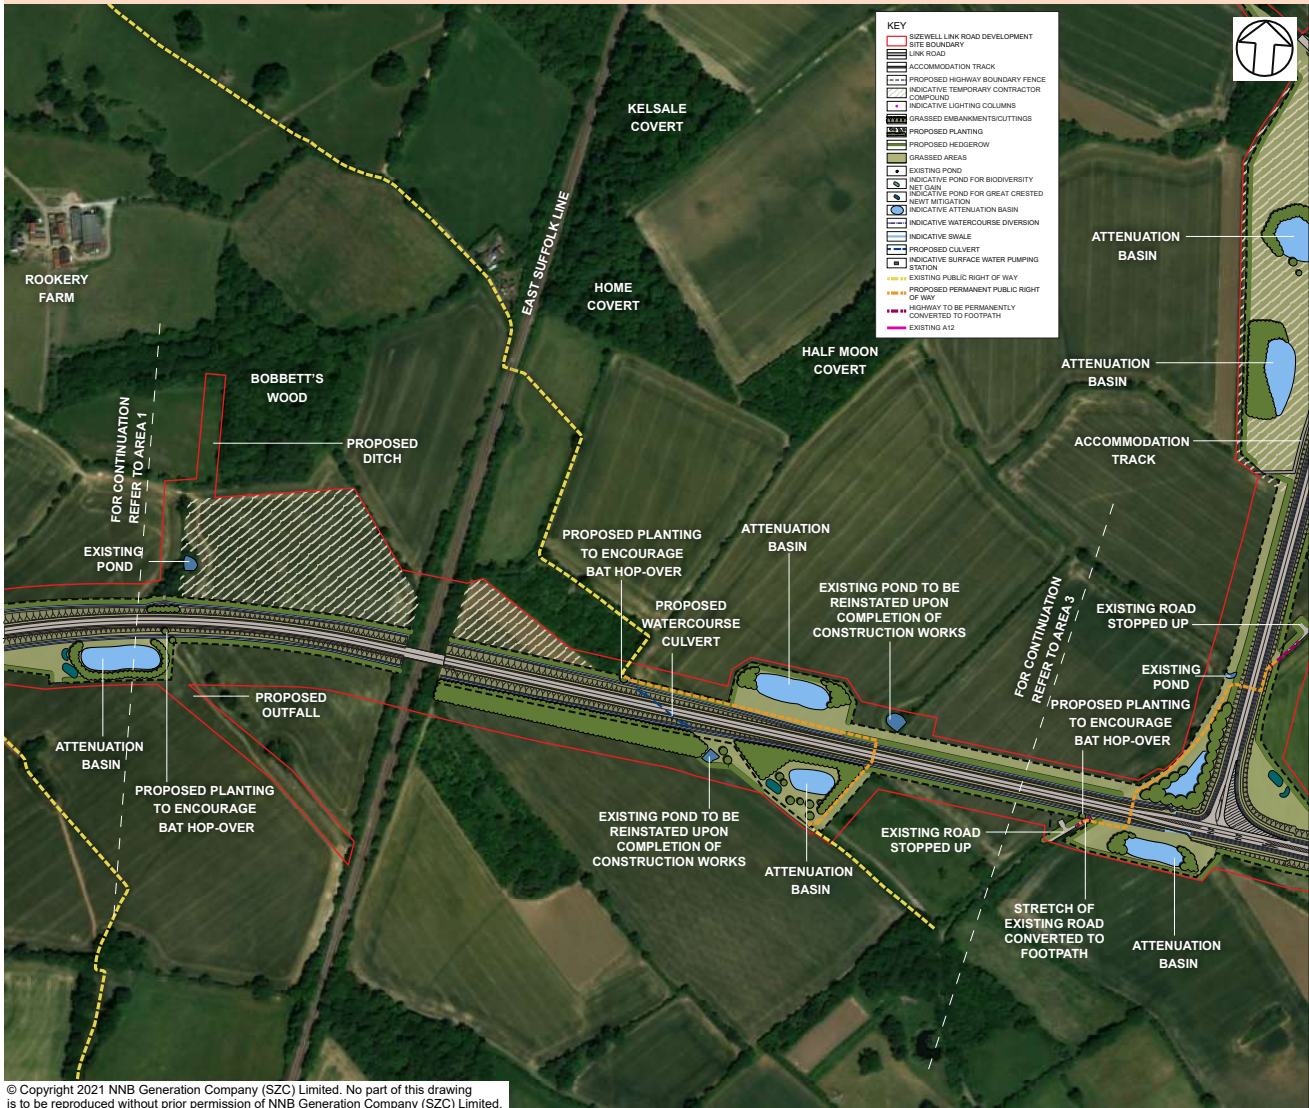 KEY
SIZEWELL LINK ROAD DEVELOPMENT
SITE BOUNDARY
LINK ROAD
ACCOMMODATION TRACK
PROPOSED HIGHWAY BOUNDARY FENCE
INDICATIVE TEMPORARY CONTRACTOR
COMPOUND
INDICATIVE LIGHTING COLUMNS
GRASSED EMBANKMENTS/CUTTINGS
PROPOSED PLANTING
PROPOSED HEDGEROW
GRASSED AREAS
EXISTING POND
INDICATIVE POND FOR BIODIVERSITY
NET GAIN
INDICATIVE POND FOR GREAT CRESTED
NEWT MITIGATION
INDICATIVE ATTENUATION BASIN
INDICATIVE WATERCOURSE DIVERSION
INDICATIVE SWALE
PROPOSED CULVERT
INDICATIVE SURFACE WATER PUMPING
STATION
EXISTING PUBLIC RIGHT OF WAY
PROPOSED PERMANENT PUBLIC RIGHT
OF WAY
HIGHWAY TO BE PERMANENTLY
CONVERTED TO FOOTPATH
EXISTING A12
KELSALE
COVERT
EAST SUFFOLK LINE
ROOKERY
FARM
HOME
COVERT
HALF MOON
COVERT
ATTENUATION
BASIN
ATTENUATION
BASIN
BOBBETT'S
WOOD
FOR CONTINUATION
REFER TO AREA 1
PROPOSED
DITCH
ACCOMMODATION
TRACK
EXISTING
POND
PROPOSED PLANTING
TO ENCOURAGE
BAT HOP-OVER
ATTENUATION
BASIN
PROPOSED
WATERCOURSE
CULVERT
EXISTING POND TO BE
REINSTATED UPON
COMPLETION OF
CONSTRUCTION WORKS
FOR CONTINUATION
REFER TO AREA 3
EXISTING ROAD
STOPPED UP
EXISTING
POND
PROPOSED PLANTING
TO ENCOURAGE
BAT HOP-OVER
PROPOSED
OUTFALL
ATTENUATION
BASIN
PROPOSED PLANTING
TO ENCOURAGE
BAT HOP-OVER
EXISTING POND TO BE
REINSTATED UPON
COMPLETION OF
CONSTRUCTION WORKS
ATTENUATION
BASIN
EXISTING ROAD
STOPPED UP
STRETCH OF
EXISTING ROAD
CONVERTED TO
FOOTPATH
ATTENUATION
BASIN
© Copyright 2021 NNB Generation Company (SZC) Limited. No part of this drawing
is to be reproduced without prior permission of NNB Generation Company (SZC) Limited.